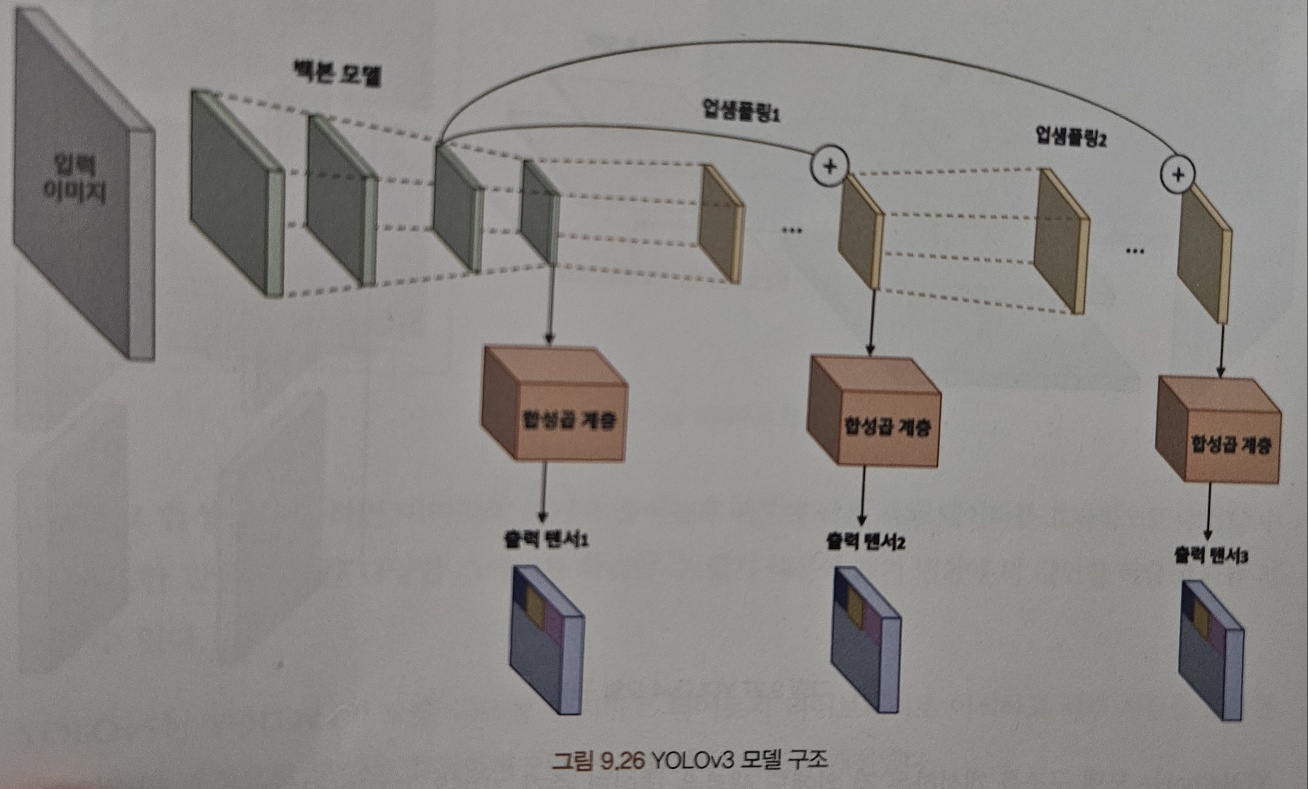 백본 모델
업샘플링1
업샘플링2
입력
이미지
+
+
...
...
합성곱 계층
합성곱 계층
합성곱 계층
출력 텐서1
출력 텐서2
출력 텐서3
그림 9.26 YOLOv3 모델 구조